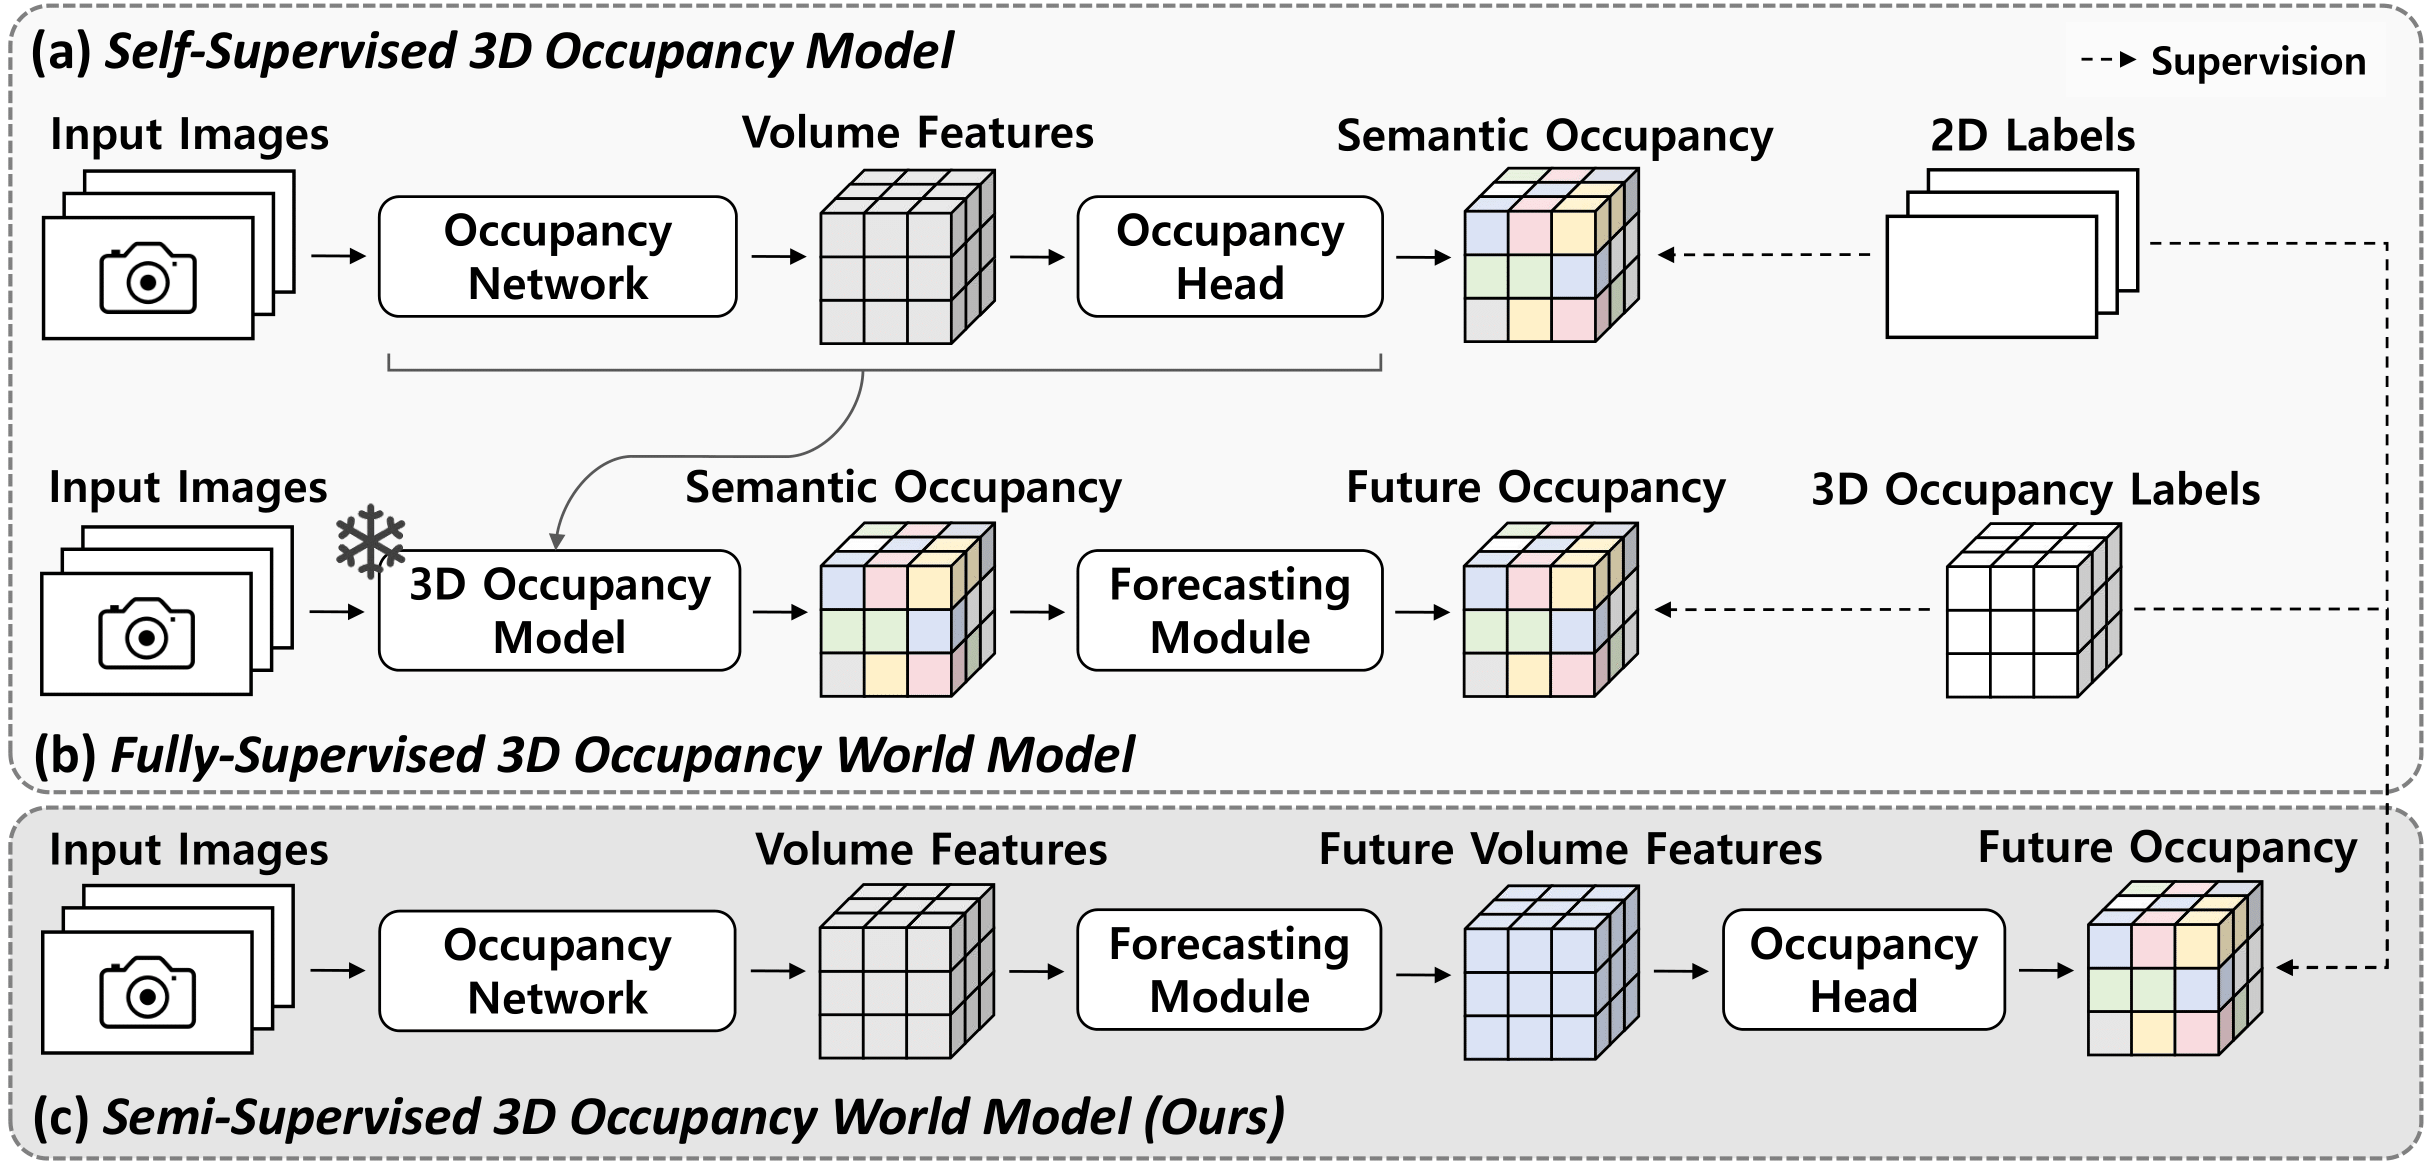 (a) Self-Supervised 3D Occupancy Model
Supervision
Input Images
Volume Features
Semantic Occupancy
2D Labels
Occupancy
Network
Occupancy
Head
Input Images
Semantic Occupancy
Future Occupancy
3D Occupancy Labels
3D Occupancy
Model
Forecasting
Module
(b) Fully-Supervised 3D Occupancy World Model
Input Images
Volume Features
Future Volume Features
Future Occupancy
Occupancy
Network
Forecasting
Module
Occupancy
Head
(c) Semi-Supervised 3D Occupancy World Model (Ours)